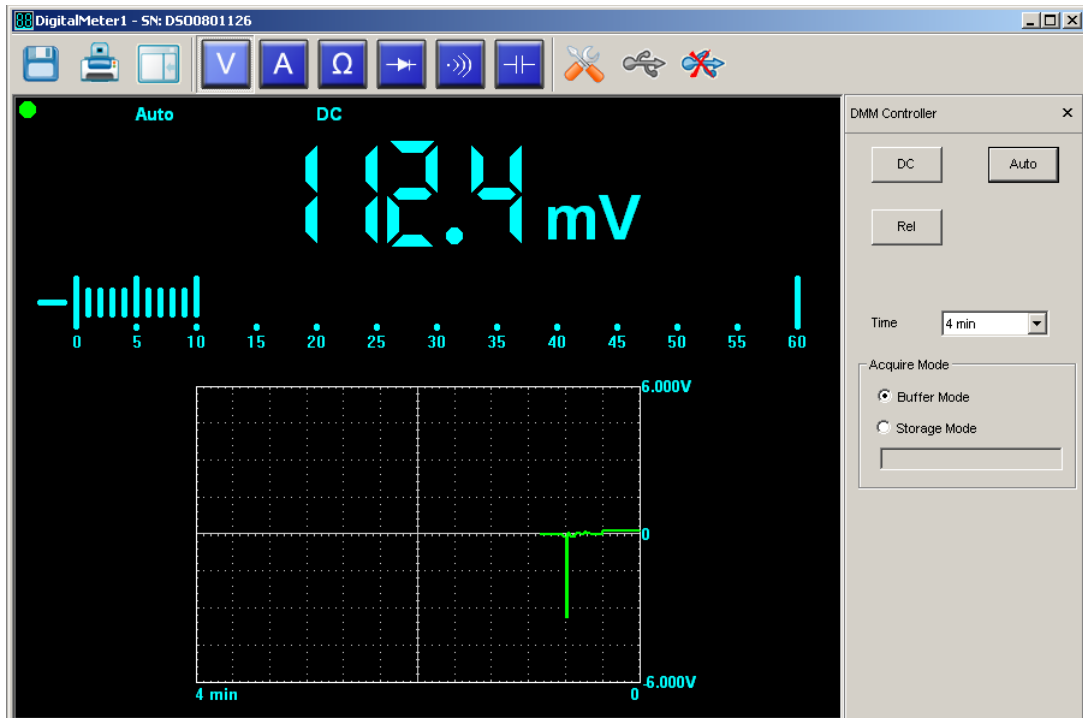 DigitalMeter1 - SN: DSO0801126
V A Ω
Auto DC
112.4 mV
0 5 10 15 20 25 30 35 40 45 50 55 60
6.000V
0
-6.000V
4 min 0
DMM Controller
DC Auto
Rel
Time 4 min
Acquire Mode
Buffer Mode
Storage Mode